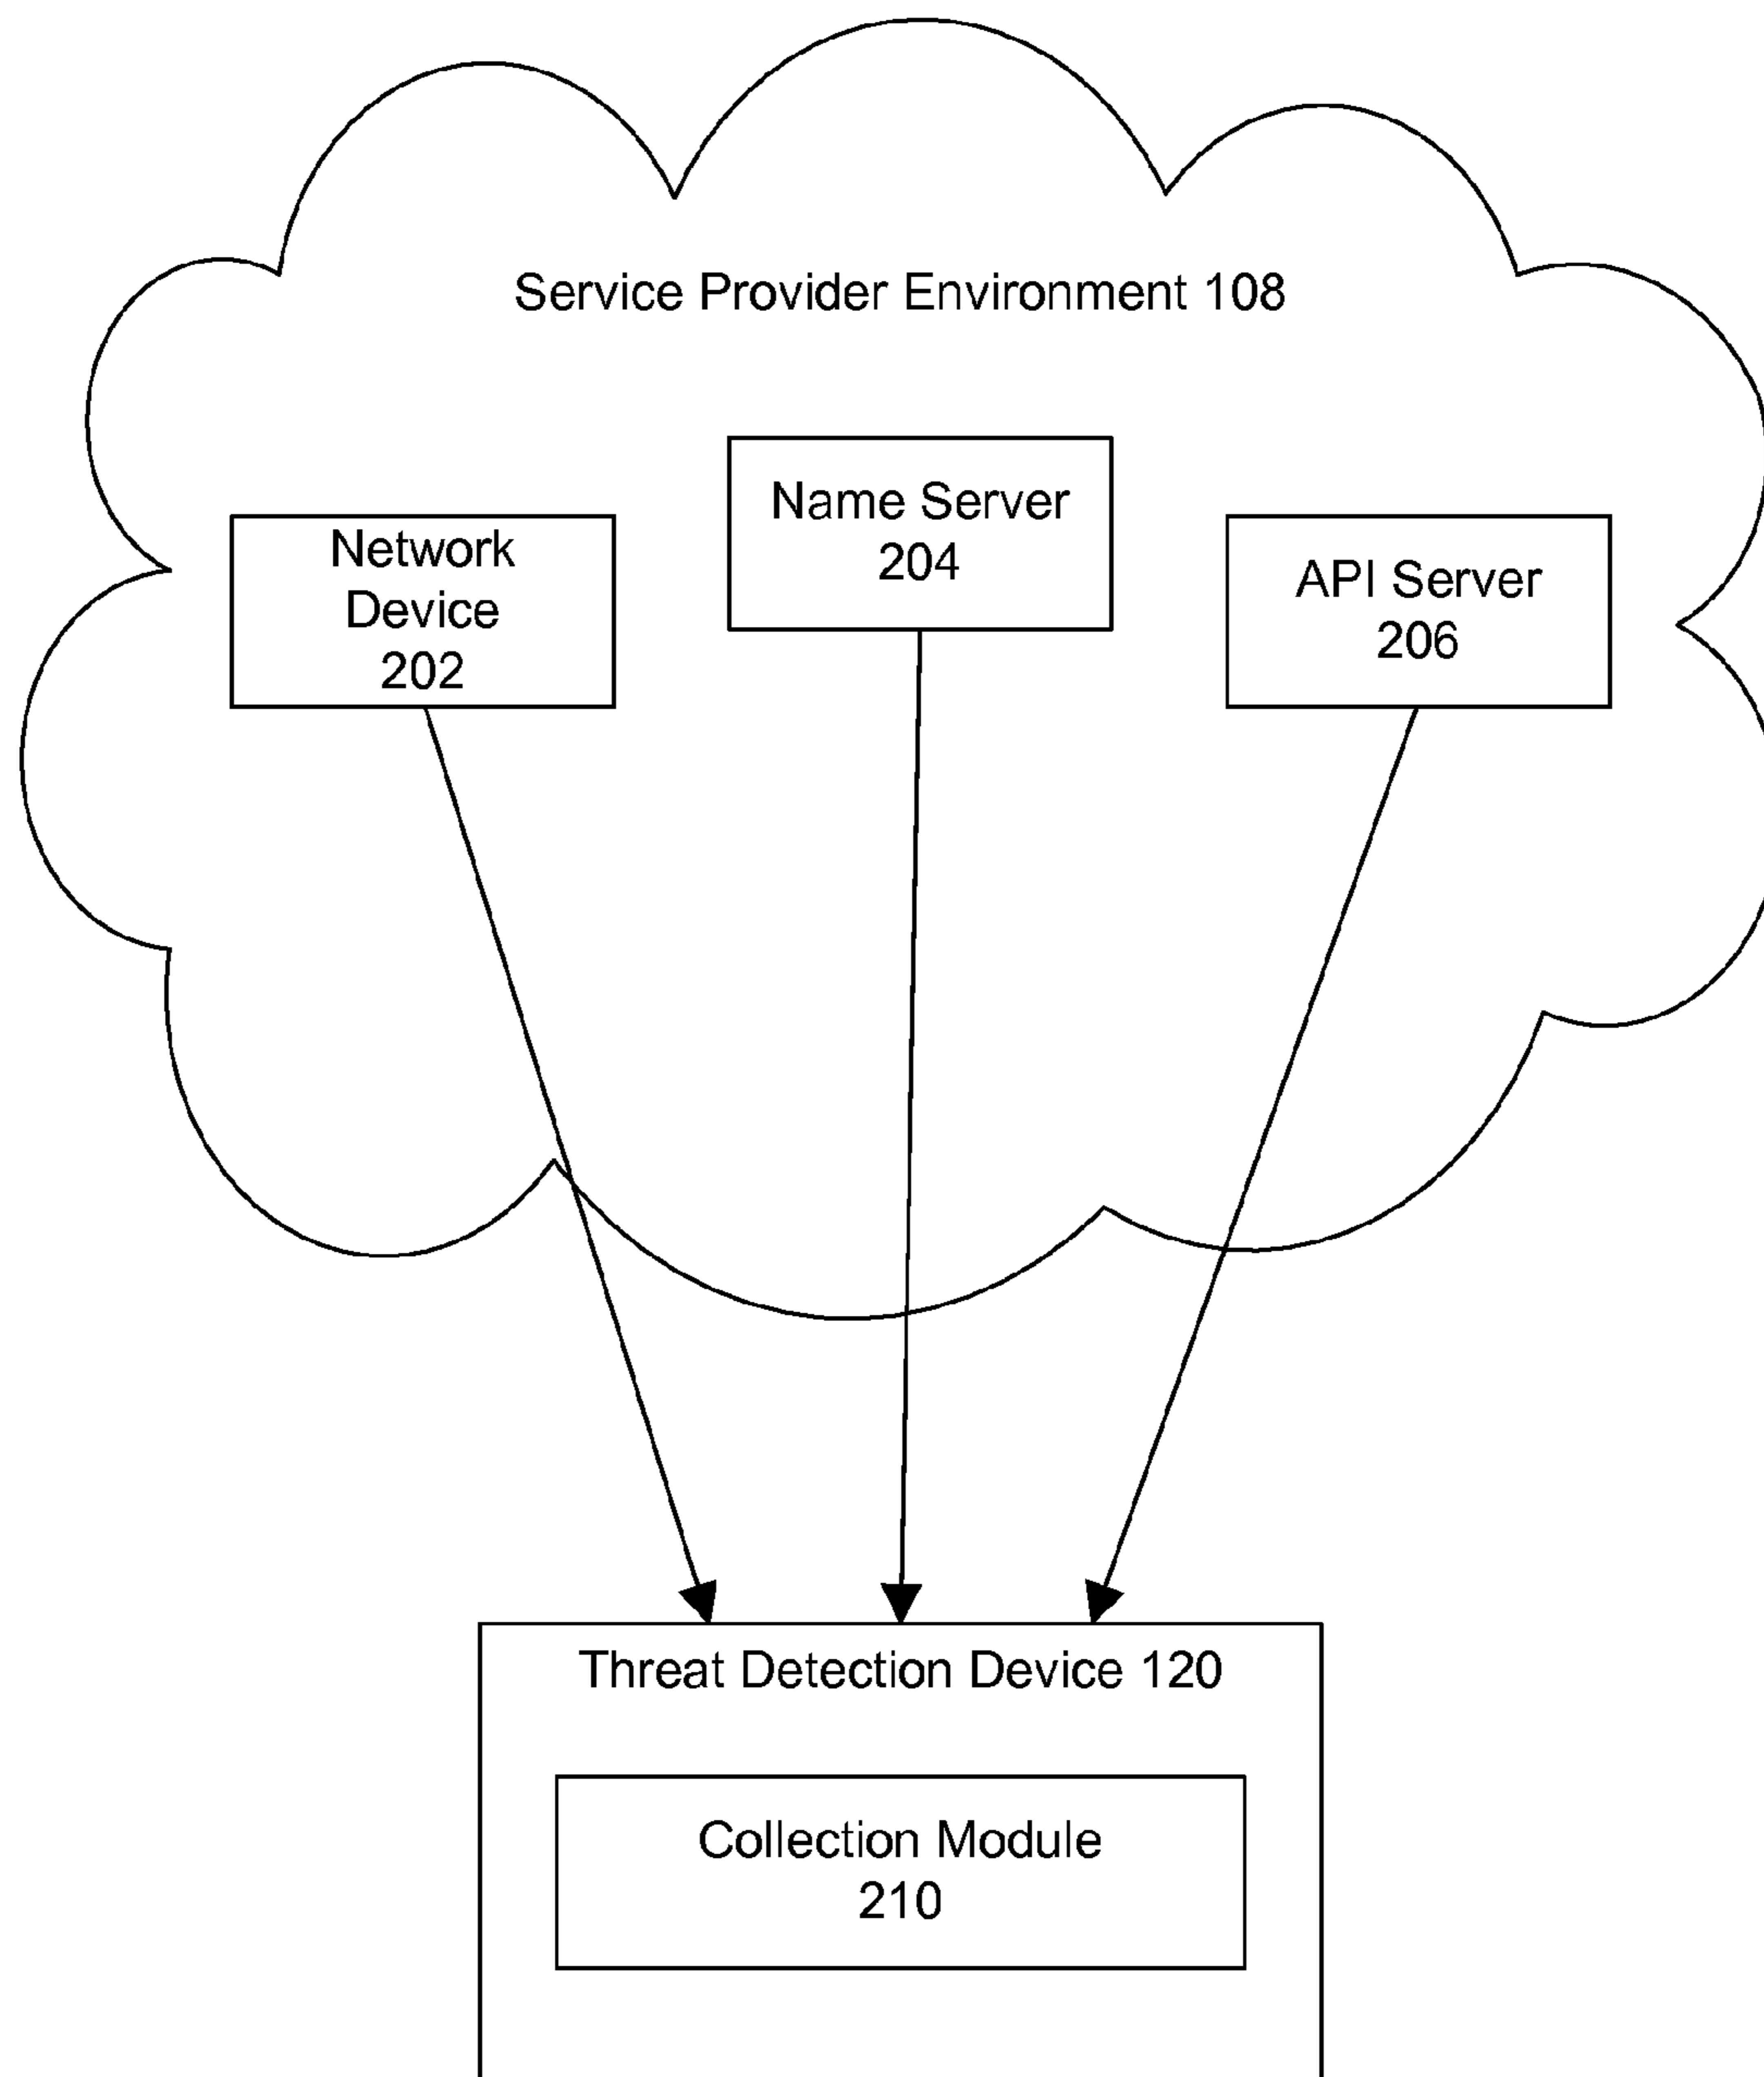 Service Provider Environment 108
Network
Device
202
Name Server
204
API Server
206
Threat Detection Device 120
Collection Module
210